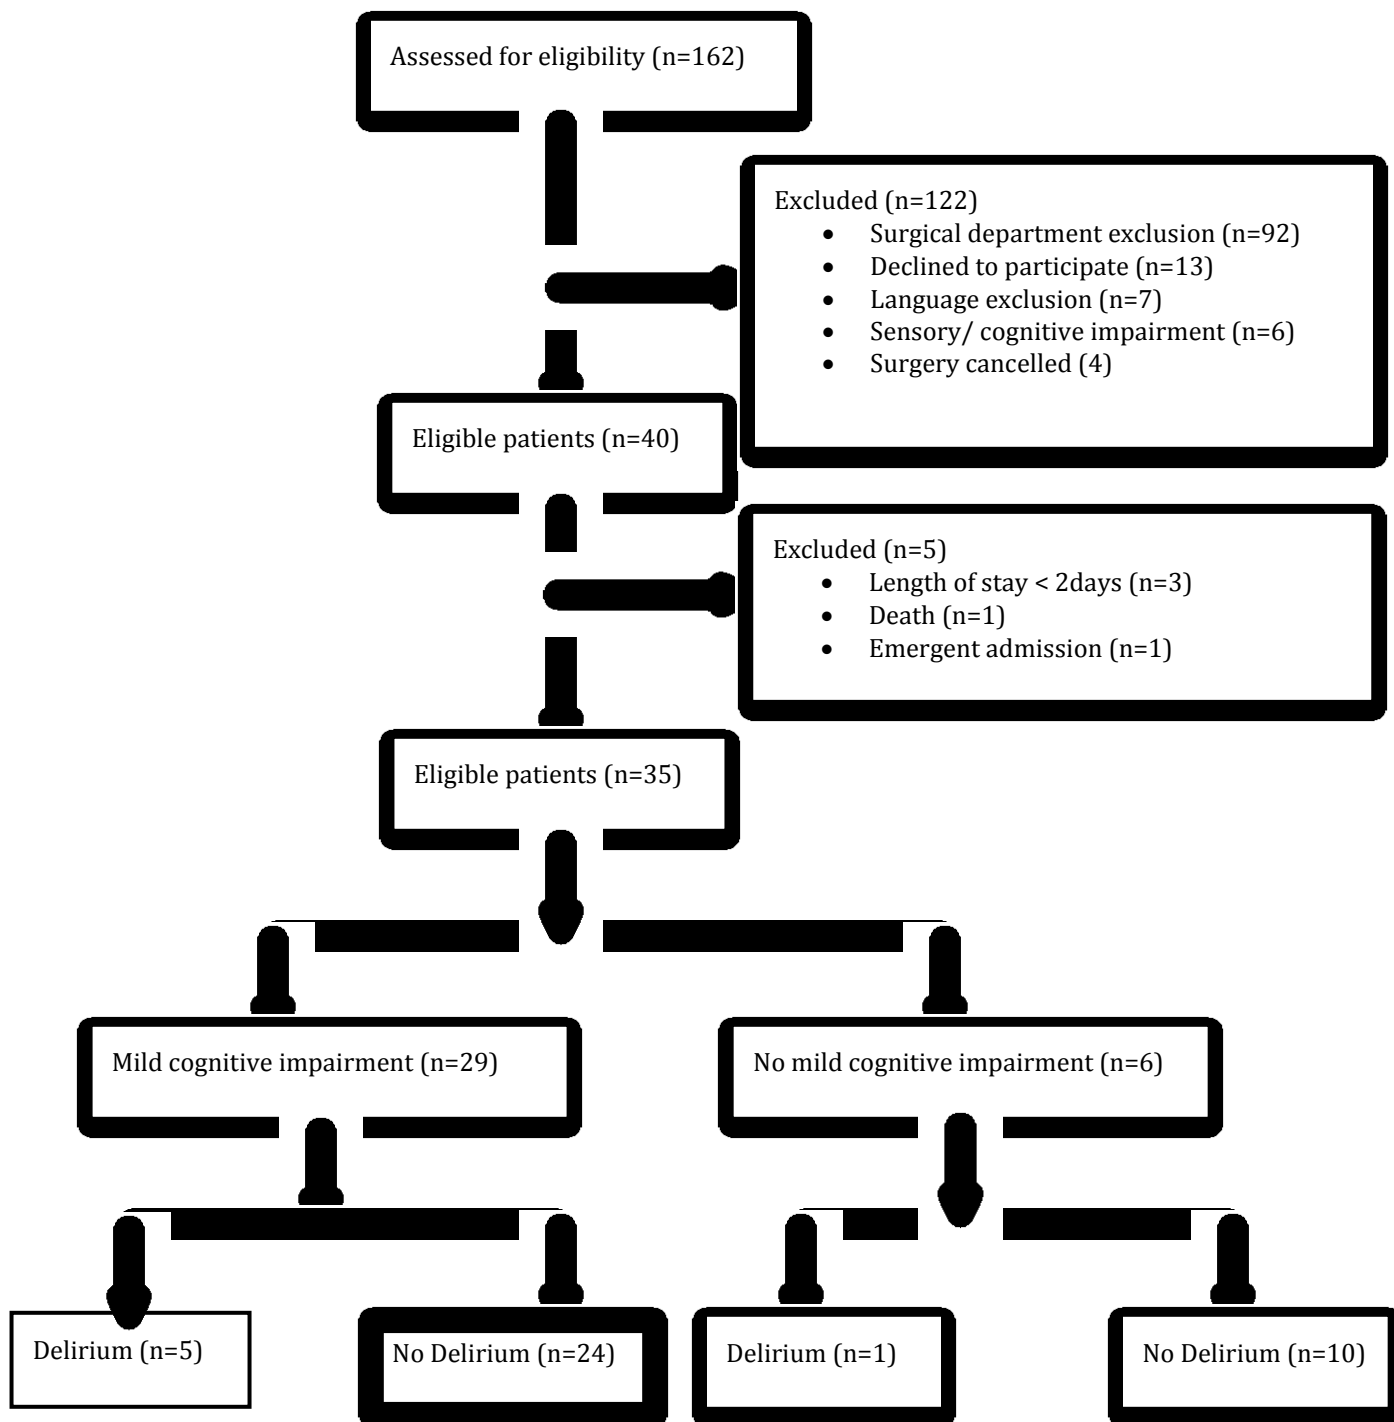 Assessed for eligibility (n=162)
Excluded (n=122)
• Surgical department exclusion (n=92)
• Declined to participate (n=13)
• Language exclusion (n=7)
• Sensory/ cognitive impairment (n=6)
• Surgery cancelled (4)
Eligible patients (n=40)
Excluded (n=5)
• Length of stay < 2days (n=3)
• Death (n=1)
• Emergent admission (n=1)
Eligible patients (n=35)
Mild cognitive impairment (n=29)
No mild cognitive impairment (n=6)
Delirium (n=5)
No Delirium (n=24)
Delirium (n=1)
No Delirium (n=10)